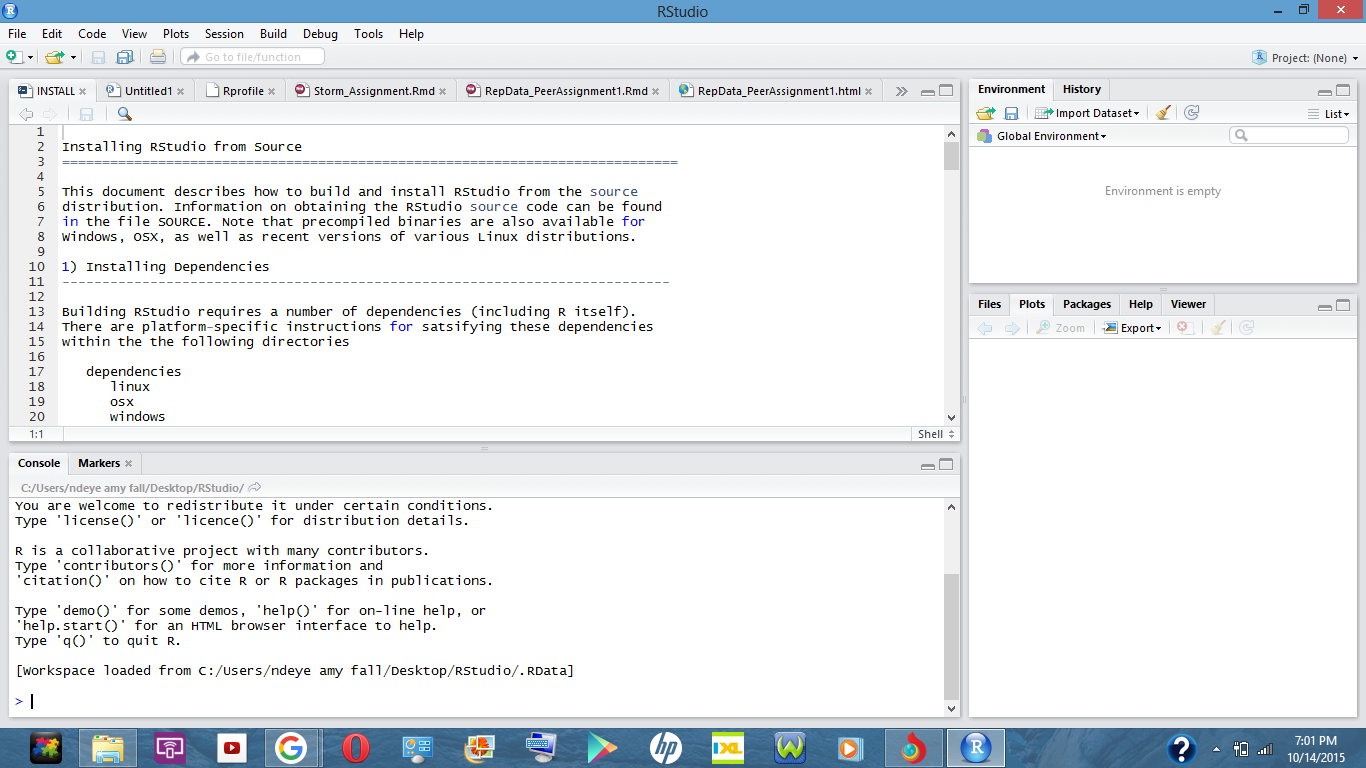 RStudio
File Edit Code View Plots Session Build Debug Tools Help
Go to file/function
Project: (None)
INSTALL Untitled1 Rprofile Storm_Assignment.Rmd RepData_PeerAssignment1.Rmd RepData_PeerAssignment1.html
1
2 Installing RStudio from Source
3 =============================================================================
4
5 This document describes how to build and install RStudio from the source
6 distribution. Information on obtaining the RStudio source code can be found
7 in the file SOURCE. Note that precompiled binaries are also available for
8 Windows, OSX, as well as recent versions of various Linux distributions.
9
10 1) Installing Dependencies
11 ----------------------------------------------------------------------------
12
13 Building RStudio requires a number of dependencies (including R itself).
14 There are platform-specific instructions for satsifying these dependencies
15 within the the following directories
16
17 dependencies
18 linux
19 osx
20 windows
1:1 Shell
Console Markers
C:/Users/ndeye amy fall/Desktop/RStudio/
You are welcome to redistribute it under certain conditions.
Type 'license()' or 'licence()' for distribution details.
R is a collaborative project with many contributors.
Type 'contributors()' for more information and
'citation()' on how to cite R or R packages in publications.
Type 'demo()' for some demos, 'help()' for on-line help, or
'help.start()' for an HTML browser interface to help.
Type 'q()' to quit R.
[Workspace loaded from C:/Users/ndeye amy fall/Desktop/RStudio/.RData]
>
Environment History
Import Dataset List
Global Environment
Environment is empty
Files Plots Packages Help Viewer
Zoom Export
hp
IXL
W
R
7:01 PM
10/14/2015